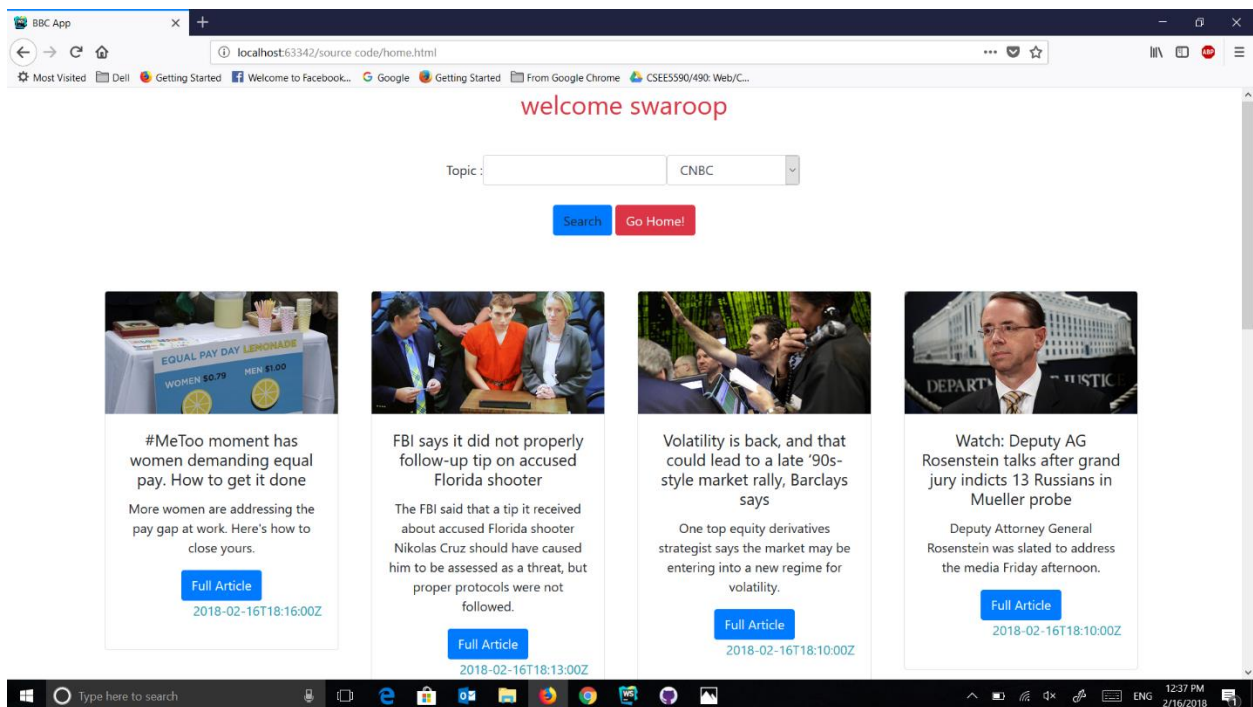 BBC App
localhost:63342/source code/home.html
Most Visited Dell Getting Started Welcome to Facebook... Google Getting Started From Google Chrome CSEE5590/490: Web/C...
welcome swaroop
Topic :
CNBC
Search Go Home!
EQUAL PAY DAY LEMONADE
WOMEN $0.79 MEN $1.00
#MeToo moment has
women demanding equal
pay. How to get it done
More women are addressing the
pay gap at work. Here's how to
close yours.
Full Article
2018-02-16T18:16:00Z
FBI says it did not properly
follow-up tip on accused
Florida shooter
The FBI said that a tip it received
about accused Florida shooter
Nikolas Cruz should have caused
him to be assessed as a threat, but
proper protocols were not
followed.
Full Article
2018-02-16T18:13:00Z
Volatility is back, and that
could lead to a late ‘90s-
style market rally, Barclays
says
One top equity derivatives
strategist says the market may be
entering into a new regime for
volatility.
Full Article
2018-02-16T18:10:00Z
Watch: Deputy AG
Rosenstein talks after grand
jury indicts 13 Russians in
Mueller probe
Deputy Attorney General
Rosenstein was slated to address
the media Friday afternoon.
Full Article
2018-02-16T18:10:00Z
Type here to search
ENG
12:37 PM
2/16/2018